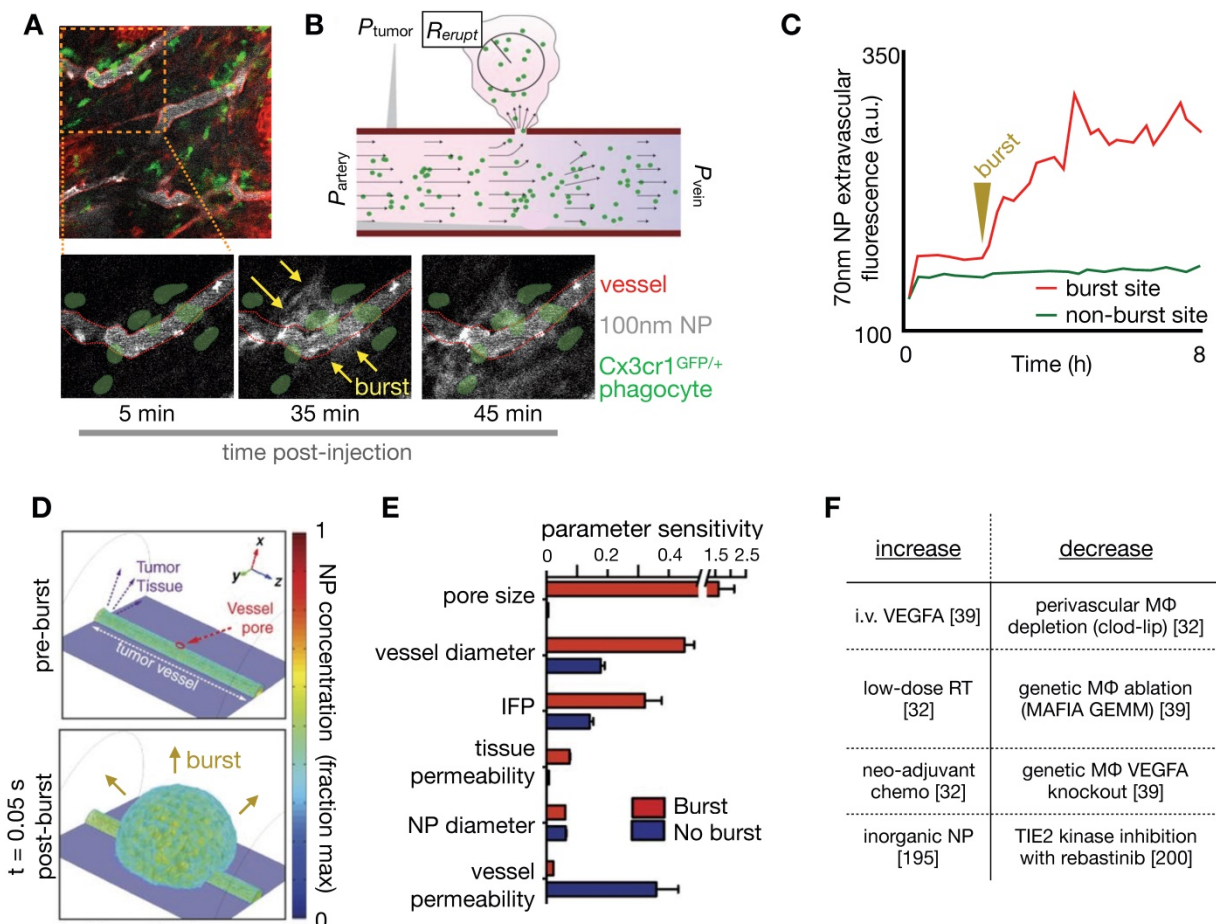 A
B
P_tumor
R_erupt
P_artery
P_vein
vessel
100nm NP
Cx3cr1^GFP/+
phagocyte
burst
5 min
35 min
45 min
time post-injection
C
350
70nm NP extravascular
fluorescence (a.u.)
burst
burst site
non-burst site
100
0
Time (h)
8
D
pre-burst
Tumor
Tissue
x
y
z
Vessel
pore
tumor vessel
t = 0.05 s
post-burst
burst
1
NP concentration (fraction max)
0
E
parameter sensitivity
0
0.2
0.4
1.5
2.5
pore size
vessel diameter
IFP
tissue
permeability
NP diameter
vessel
permeability
Burst
No burst
F
increase
decrease
i.v. VEGFA [39]
perivascular MΦ
depletion (clod-lip) [32]
low-dose RT
[32]
genetic MΦ ablation
(MAFIA GEMM) [39]
neo-adjuvant
chemo [32]
genetic MΦ VEGFA
knockout [39]
inorganic NP
[195]
TIE2 kinase inhibition
with rebastinib [200]